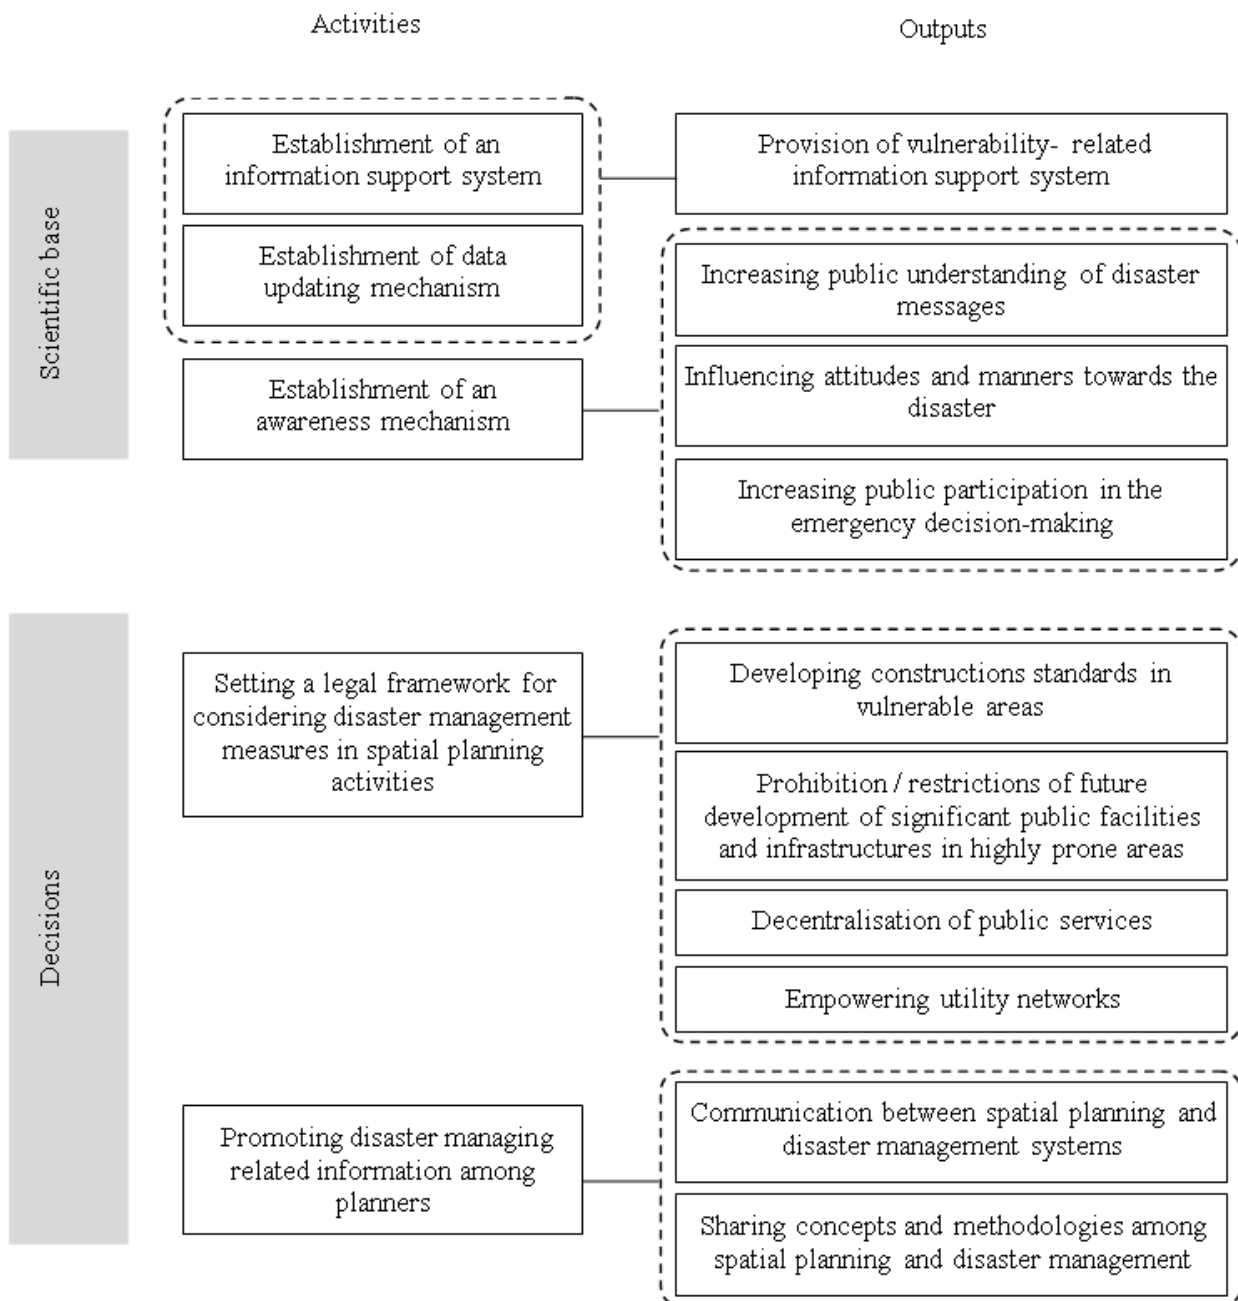 Activities
Outputs
Scientific base
Establishment of an
information support system
Provision of vulnerability- related
information support system
Establishment of data
updating mechanism
Increasing public understanding of disaster
messages
Establishment of an
awareness mechanism
Influencing attitudes and manners towards the
disaster
Increasing public participation in the
emergency decision-making
Decisions
Setting a legal framework for
considering disaster management
measures in spatial planning
activities
Developing constructions standards in
vulnerable areas
Prohibition / restrictions of future
development of significant public facilities
and infrastructures in highly prone areas
Decentralisation of public services
Empowering utility networks
Promoting disaster managing
related information among
planners
Communication between spatial planning and
disaster management systems
Sharing concepts and methodologies among
spatial planning and disaster management